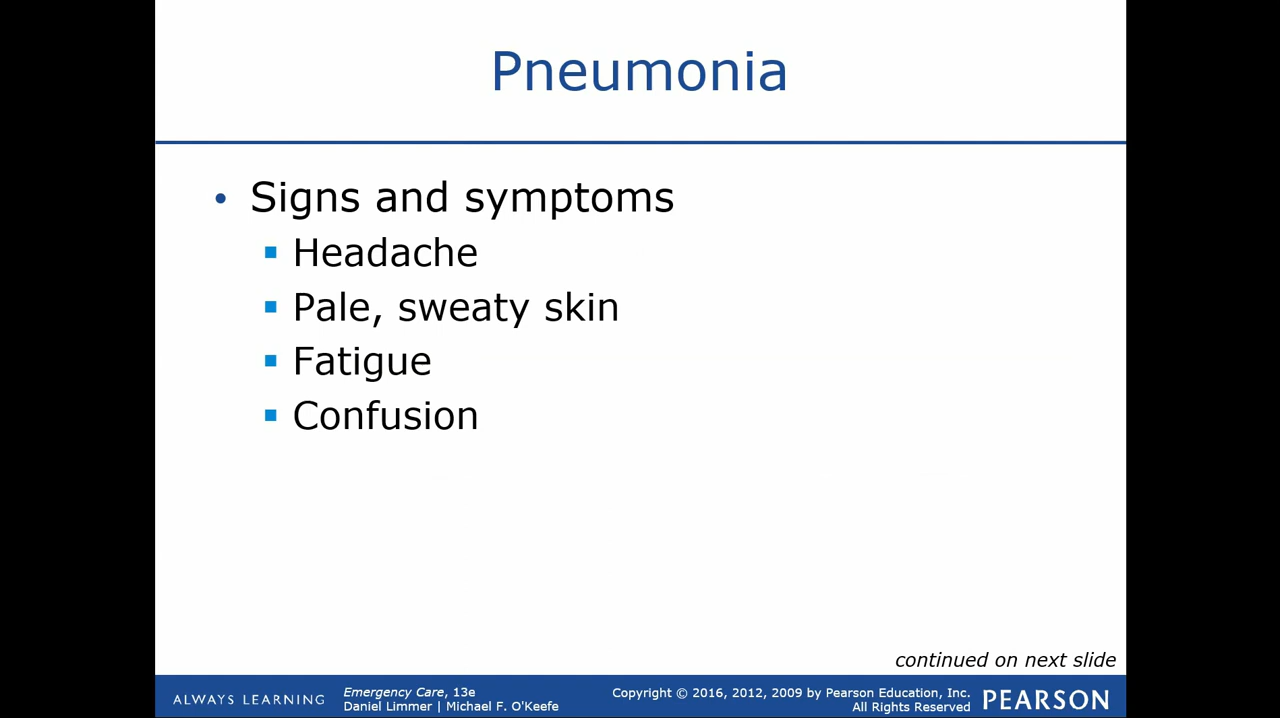 Pneumonia
• Signs and symptoms
▪ Headache
▪ Pale, sweaty skin
▪ Fatigue
▪ Confusion
continued on next slide
ALWAYS LEARNING
Emergency Care, 13e
Daniel Limmer | Michael F. O'Keefe
Copyright © 2016, 2012, 2009 by Pearson Education, Inc.
All Rights Reserved
PEARSON